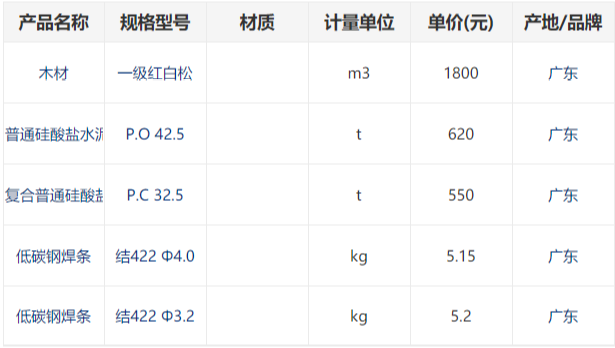 产品名称 规格型号 材质 计量单位 单价(元) 产地/品牌
木材 一级红白松 m3 1800 广东
普通硅酸盐水泥 P.O 42.5 t 620 广东
复合普通硅酸盐 P.C 32.5 t 550 广东
低碳钢焊条 结422 Φ4.0 kg 5.15 广东
低碳钢焊条 结422 Φ3.2 kg 5.2 广东